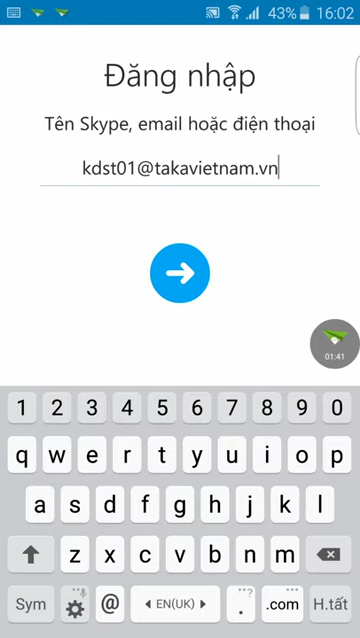 43% 16:02
Đăng nhập
Tên Skype, email hoặc điện thoại
kdst01@takavietnam.vn
01:41
1 2 3 4 5 6 7 8 9 0
q w e r t y u i o p
a s d f g h j k l
z x c v b n m
Sym @ EN(UK) . .com H.tất